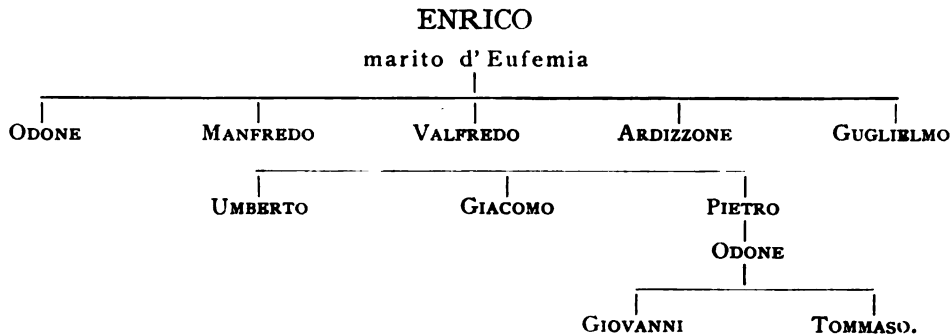 ENRICO
marito d' Eufemia
ODONE MANFREDO VALFREDO ARDIZZONE GUGLIELMO
UMBERTO GIACOMO PIETRO
ODONE
GIOVANNI TOMMASO.